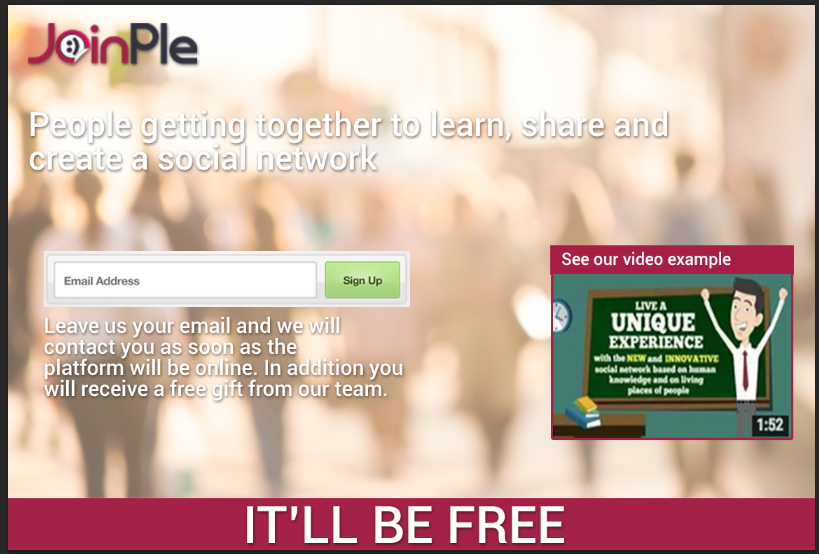 JoinPle
People getting together to learn, share and
create a social network
Email Address
Sign Up
Leave us your email and we will
contact you as soon as the
platform will be online. In addition you
will receive a free gift from our team.
See our video example
LIVE A
UNIQUE
EXPERIENCE
with the NEW and INNOVATIVE
social network based on human
knowledge and on living
places of people
1:52
IT'LL BE FREE